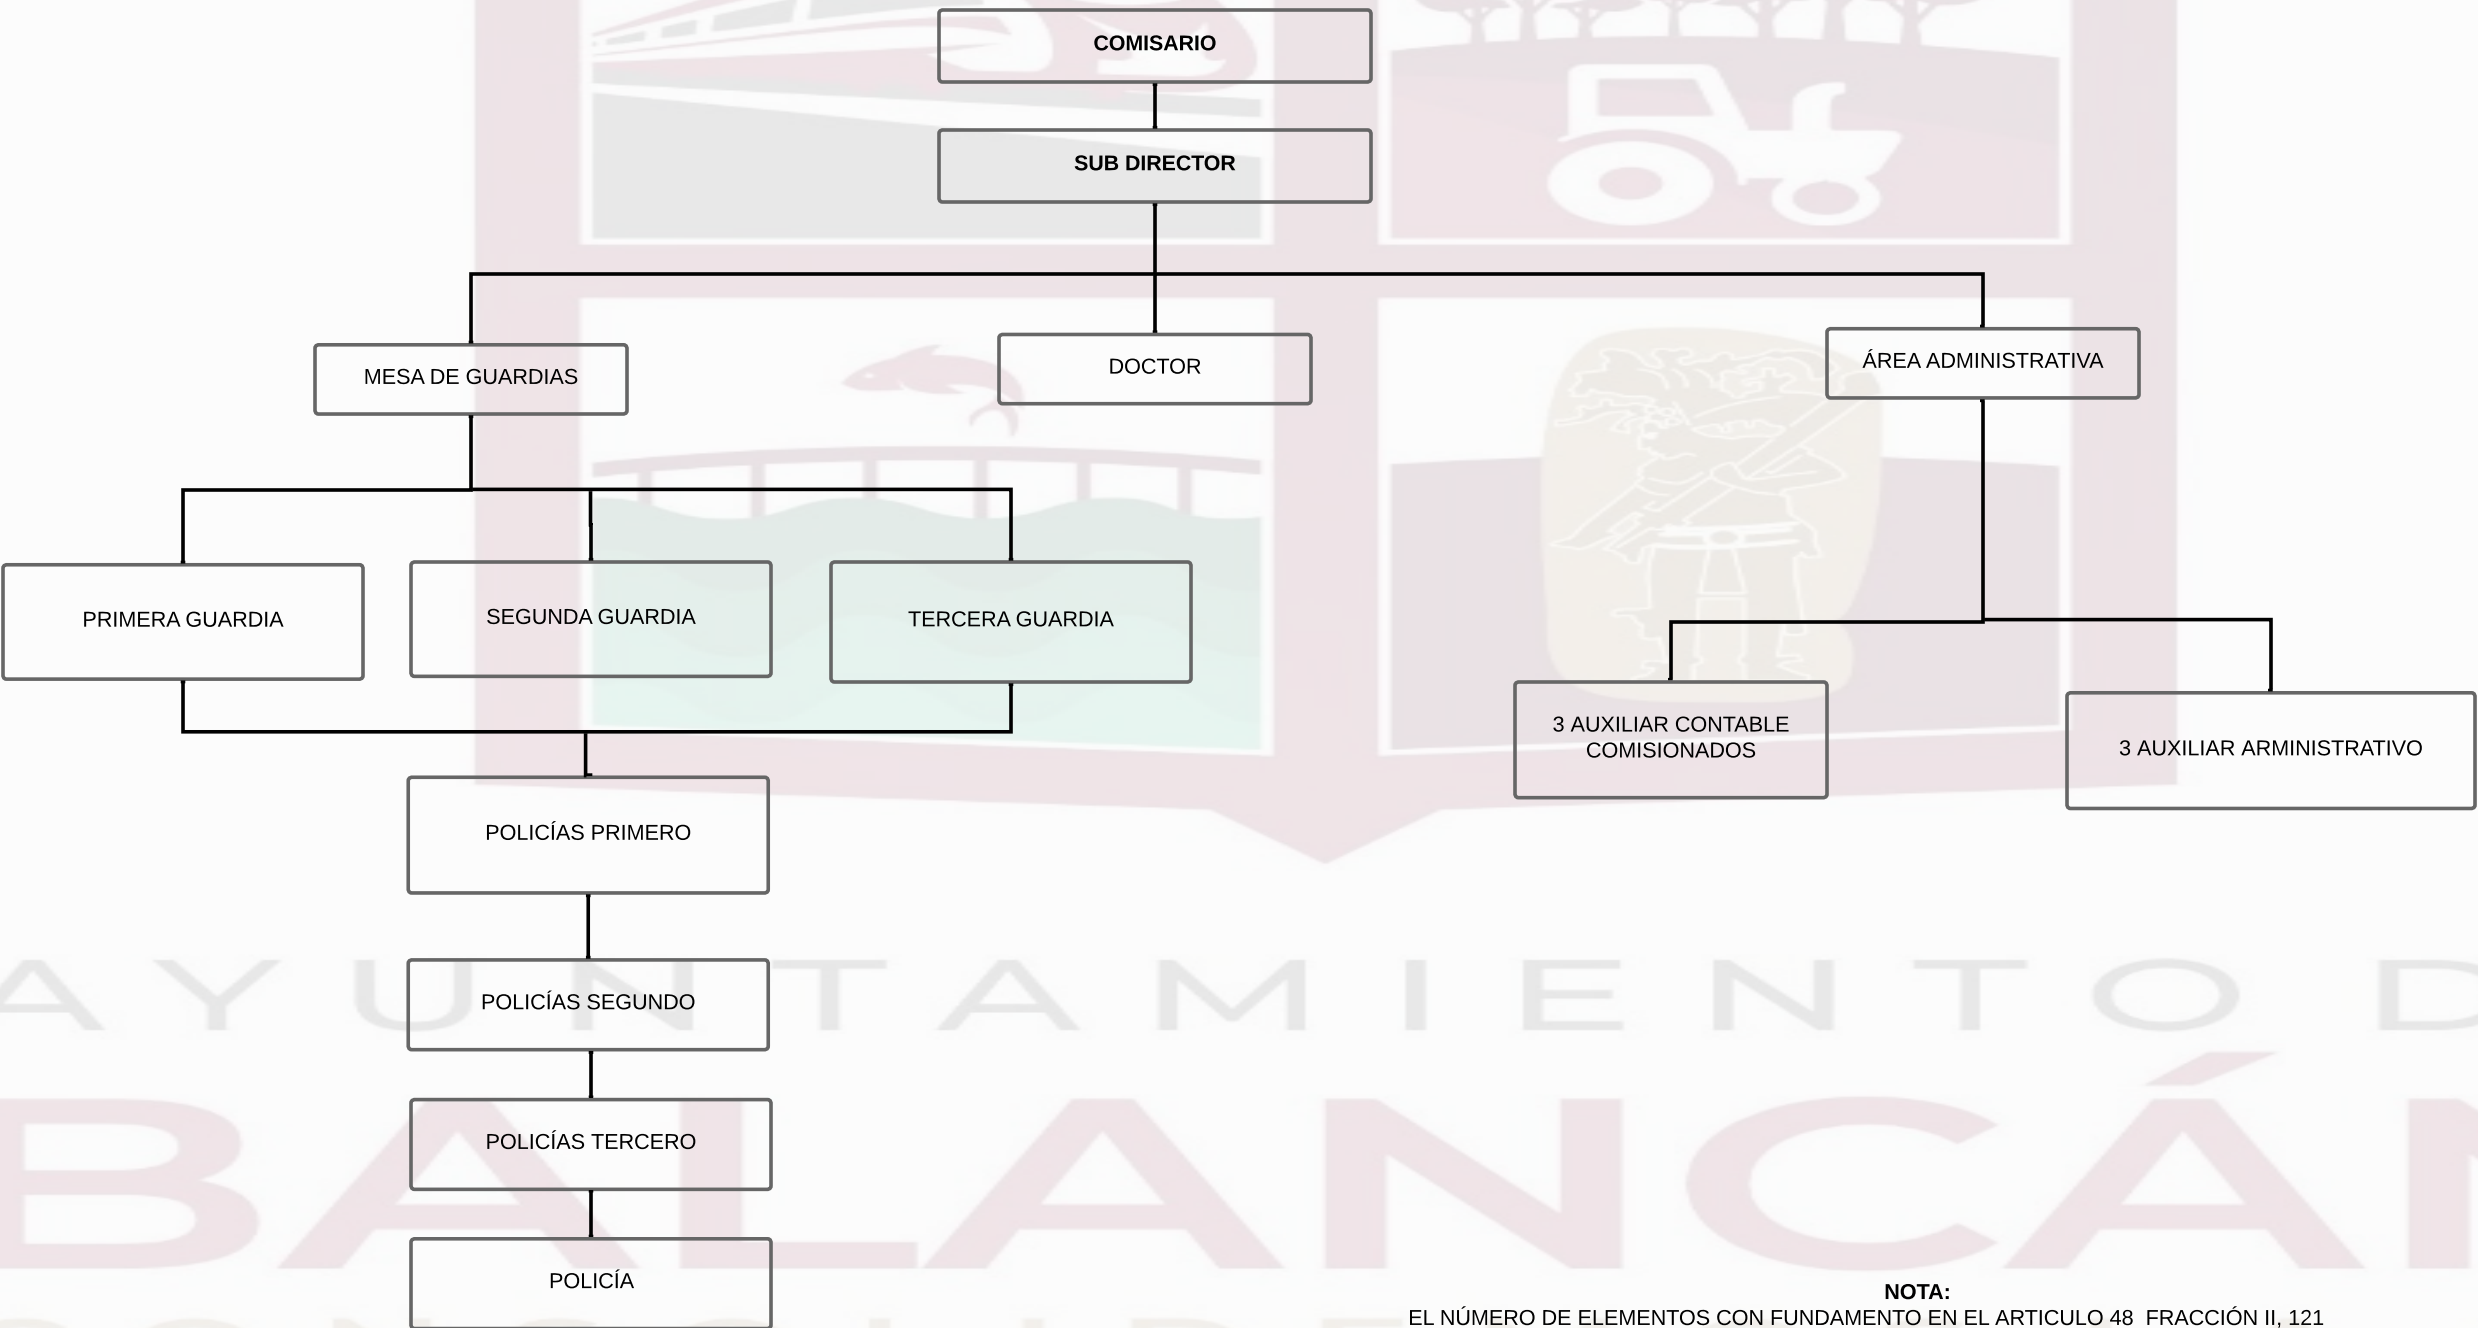 COMISARIO
SUB DIRECTOR
MESA DE GUARDIAS
DOCTOR
ÁREA ADMINISTRATIVA
PRIMERA GUARDIA
SEGUNDA GUARDIA
TERCERA GUARDIA
3 AUXILIAR CONTABLE
COMISIONADOS
3 AUXILIAR ARMINISTRATIVO
POLICÍAS PRIMERO
POLICÍAS SEGUNDO
POLICÍAS TERCERO
POLICÍA
AYUNTAMIENTO D
BALANCÁN
NOTA:
EL NÚMERO DE ELEMENTOS CON FUNDAMENTO EN EL ARTICULO 48 FRACCIÓN II, 121